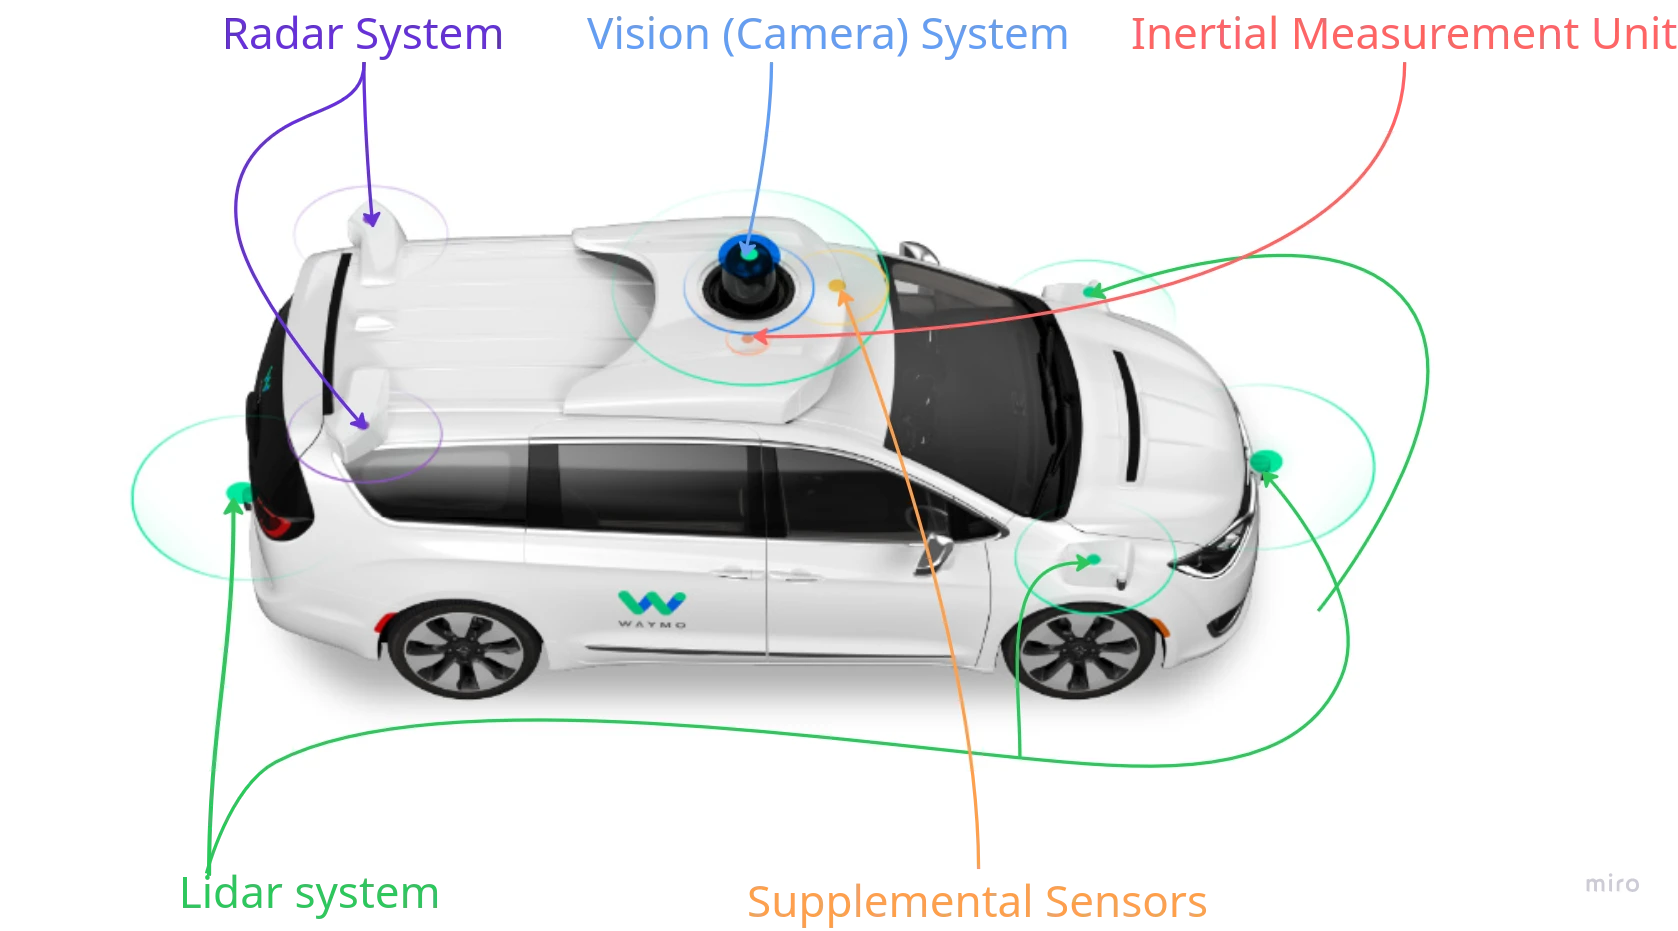 Radar System
Vision (Camera) System
Inertial Measurement Unit
WAYMO
Lidar system
Supplemental Sensors
miro